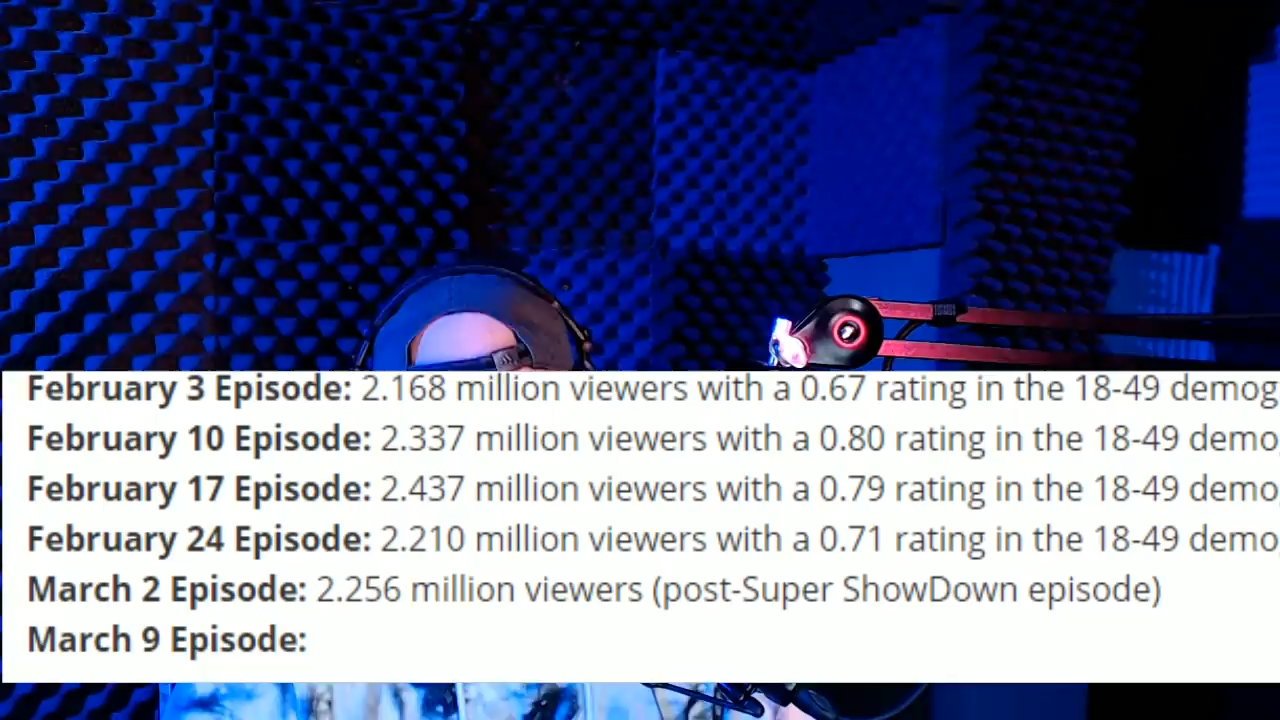 February 3 Episode: 2.168 million viewers with a 0.67 rating in the 18-49 demog
February 10 Episode: 2.337 million viewers with a 0.80 rating in the 18-49 demo
February 17 Episode: 2.437 million viewers with a 0.79 rating in the 18-49 demo
February 24 Episode: 2.210 million viewers with a 0.71 rating in the 18-49 demo
March 2 Episode: 2.256 million viewers (post-Super ShowDown episode)
March 9 Episode: